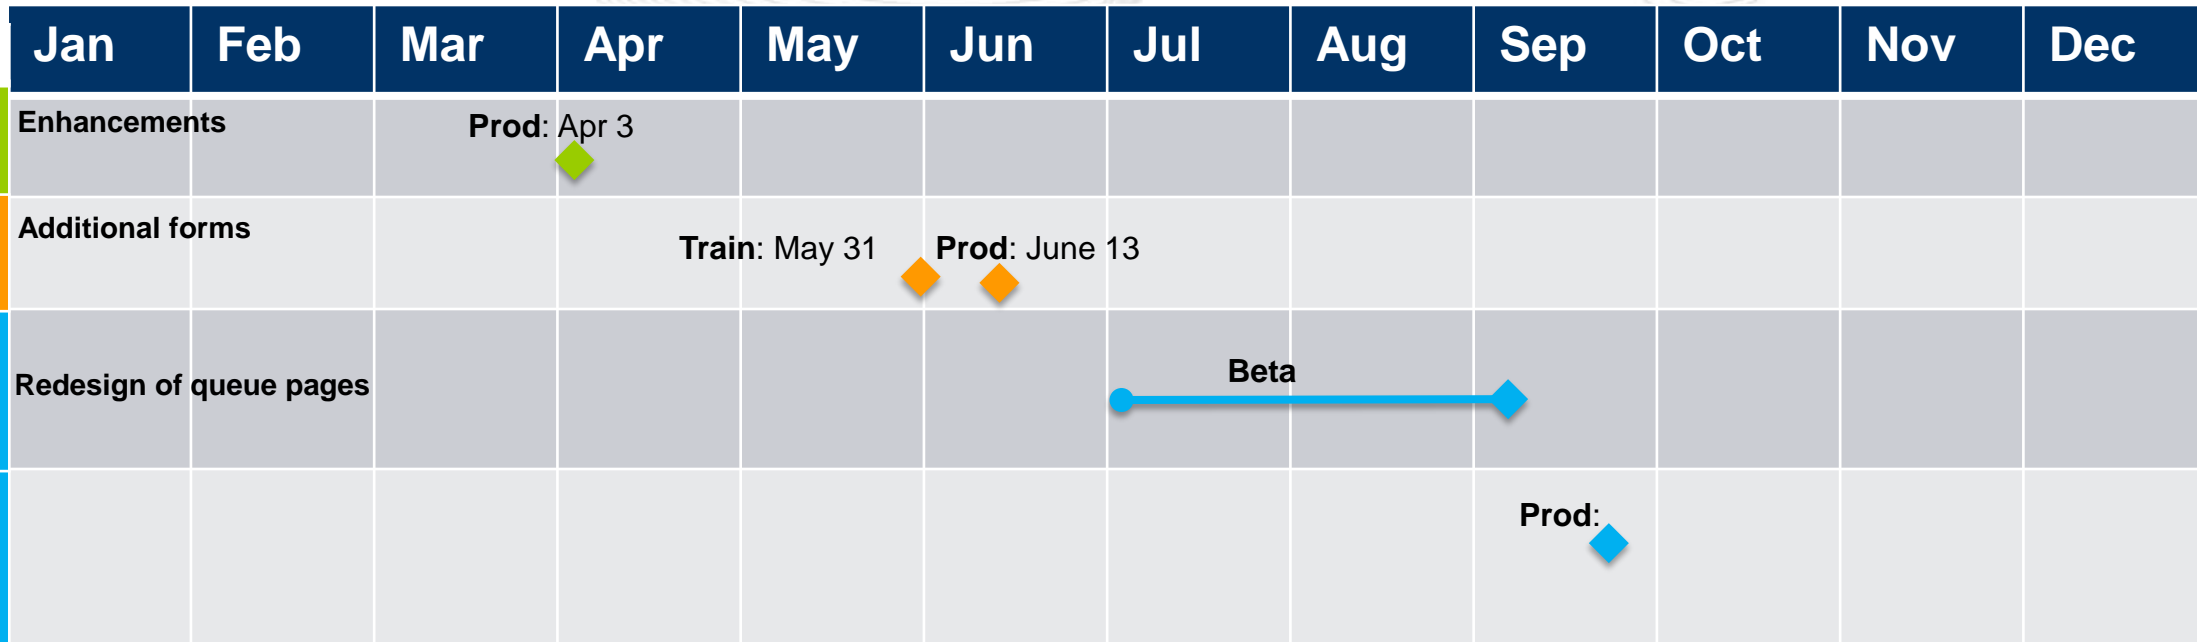 Jan Feb Mar Apr May Jun Jul Aug Sep Oct Nov Dec
Enhancements
Prod: Apr 3
Additional forms
Train: May 31
Prod: June 13
Redesign of queue pages
Beta
Prod: